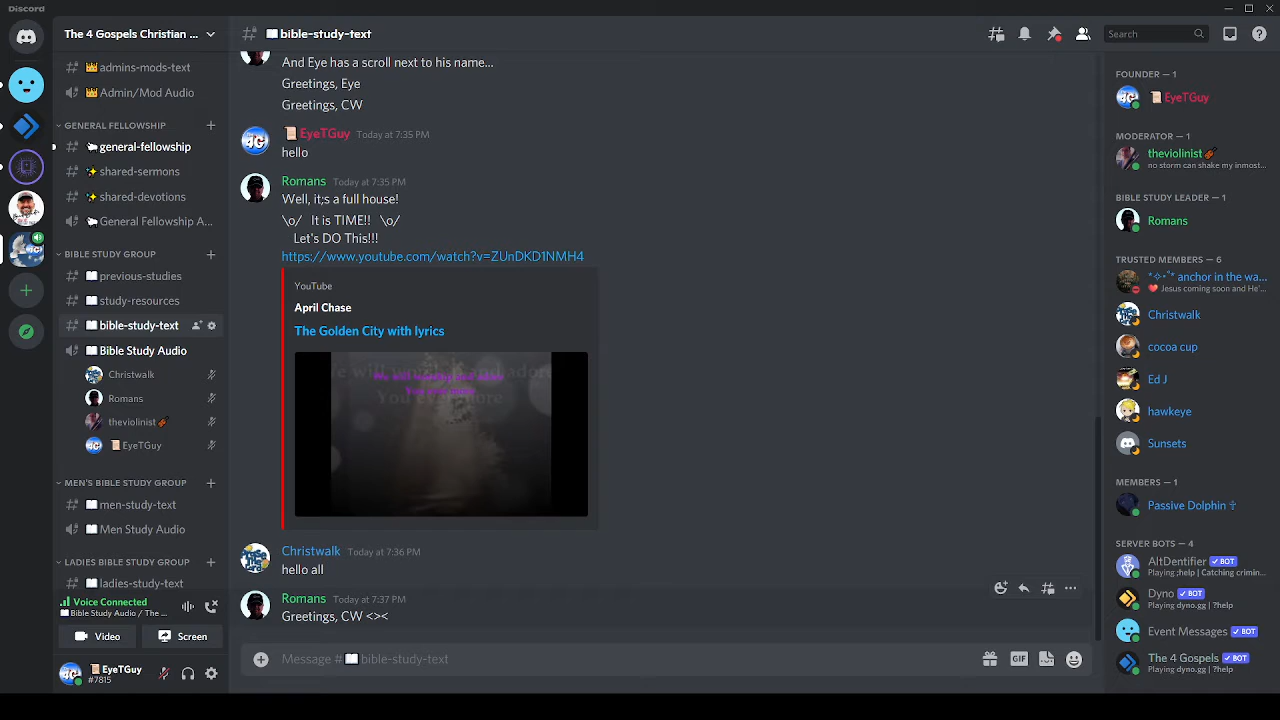 Discord
The 4 Gospels Christian ...
bible-study-text
Search
admins-mods-text
Admin/Mod Audio
GENERAL FELLOWSHIP
general-fellowship
shared-sermons
shared-devotions
General Fellowship A...
BIBLE STUDY GROUP
previous-studies
study-resources
bible-study-text
Bible Study Audio
Christwalk
Romans
theviolinist
EyeTGuy
MEN'S BIBLE STUDY GROUP
men-study-text
Men Study Audio
LADIES BIBLE STUDY GROUP
ladies-study-text
Voice Connected
Bible Study Audio / The ...
Video
Screen
EyeTGuy
#7815
And Eye has a scroll next to his name...
Greetings, Eye
Greetings, CW
EyeTGuy Today at 7:35 PM
hello
Romans Today at 7:35 PM
Well, it;s a full house!
\o/ It is TIME!! \o/
Let's DO This!!!
https://www.youtube.com/watch?v=ZUnDKD1NMH4
YouTube
April Chase
The Golden City with lyrics
You evermore
Christwalk Today at 7:36 PM
hello all
Romans Today at 7:37 PM
Greetings, CW <><
Message #bible-study-text
GIF
FOUNDER — 1
EyeTGuy
MODERATOR — 1
theviolinist
no storm can shake my inmost...
BIBLE STUDY LEADER — 1
Romans
TRUSTED MEMBERS — 6
*✧･ﾟ* anchor in the wa...
Jesus coming soon and He'...
Christwalk
cocoa cup
Ed J
hawkeye
Sunsets
MEMBERS — 1
Passive Dolphin ✝
SERVER BOTS — 4
AltDentifier ✓ BOT
Playing ;help | Catching crimin...
Dyno ✓ BOT
Playing dyno.gg | ?help
Event Messages ✓ BOT
The 4 Gospels ✓ BOT
Playing dyno.gg | ?help